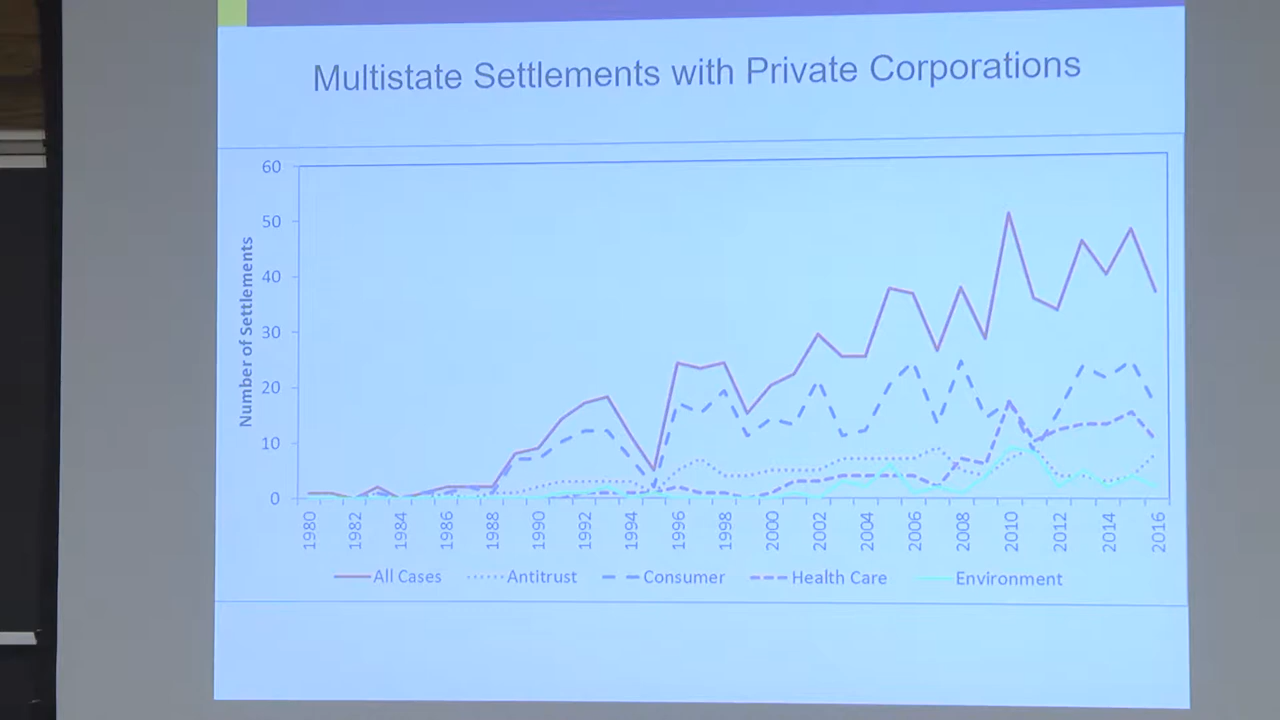 Multistate Settlements with Private Corporations
60
50
40
30
20
10
0
Number of Settlements
1980 1982 1984 1986 1988 1990 1992 1994 1996 1998 2000 2002 2004 2006 2008 2010 2012 2014 2016
All Cases Antitrust Consumer Health Care Environment